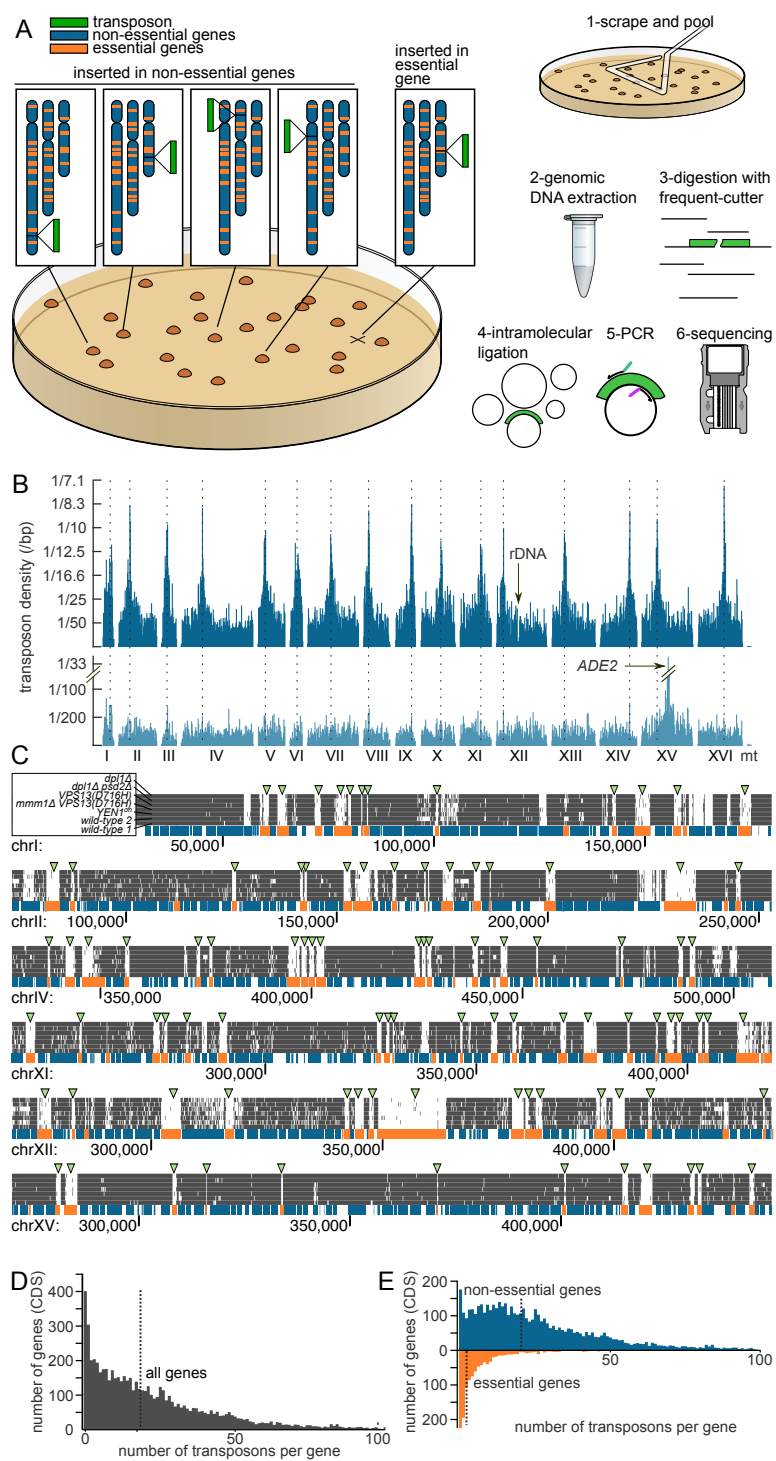 A
transposon
non-essential genes
essential genes
inserted in non-essential genes
inserted in
essential
gene
1-scrape and pool
2-genomic
DNA extraction
3-digestion with
frequent-cutter
4-intramolecular
ligation
5-PCR
6-sequencing
B
transposon density (/bp)
1/7.1
1/8.3
1/10
1/12.5
1/16.6
1/25
1/50
rDNA
1/33
1/100
1/200
ADE2
I II III IV V VI VII VIII IX X XI XII XIII XIV XV XVI mt
C
dpl1Δ
dpl1Δ psd2Δ
VPS13(D716H)
mmm1Δ VPS13(D716H)
YEN1ᵒⁿ
wild-type 2
wild-type 1
chrI: 50,000 100,000 150,000
chrII: 100,000 150,000 200,000 250,000
chrIV: 350,000 400,000 450,000 500,000
chrXI: 300,000 350,000 400,000
chrXII: 300,000 350,000 400,000
chrXV: 300,000 350,000 400,000
D
number of genes (CDS)
400
300
200
100
0
all genes
0 50 100
number of transposons per gene
E
number of genes (CDS)
200
100
0
100
200
non-essential genes
50 100
essential genes
number of transposons per gene